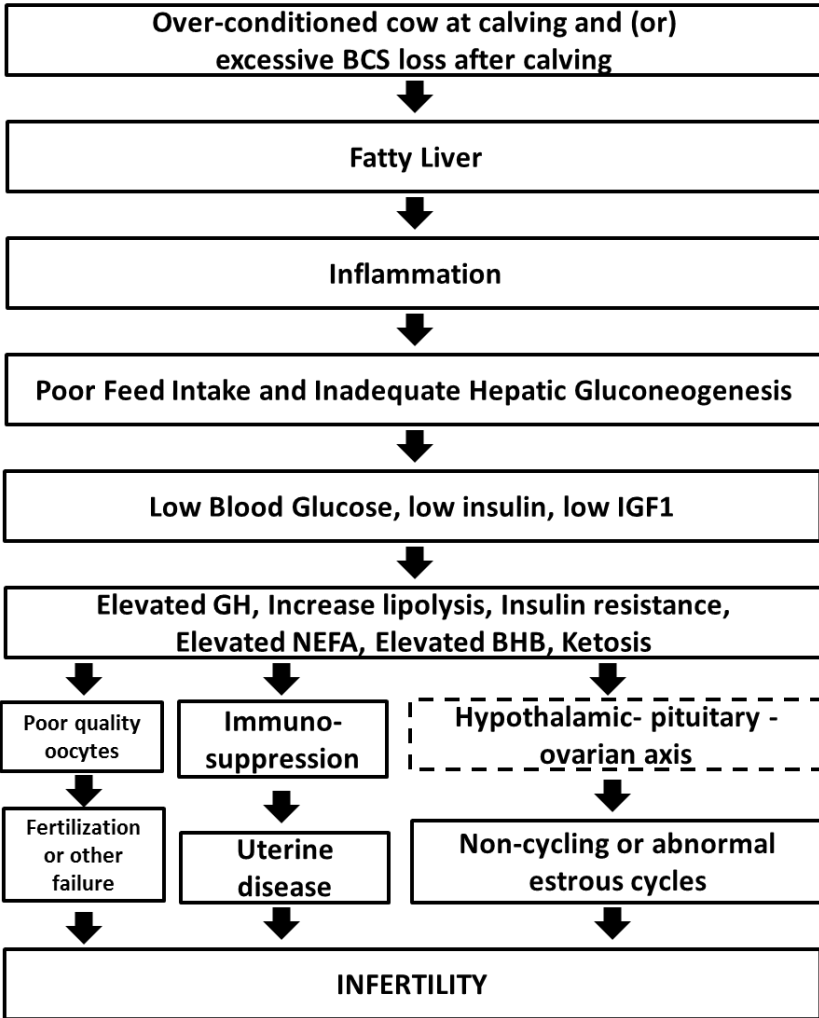 Over-conditioned cow at calving and (or)
excessive BCS loss after calving
Fatty Liver
Inflammation
Poor Feed Intake and Inadequate Hepatic Gluconeogenesis
Low Blood Glucose, low insulin, low IGF1
Elevated GH, Increase lipolysis, Insulin resistance,
Elevated NEFA, Elevated BHB, Ketosis
Poor quality
oocytes
Immuno-
suppression
Hypothalamic- pituitary -
ovarian axis
Fertilization
or other
failure
Uterine
disease
Non-cycling or abnormal
estrous cycles
INFERTILITY